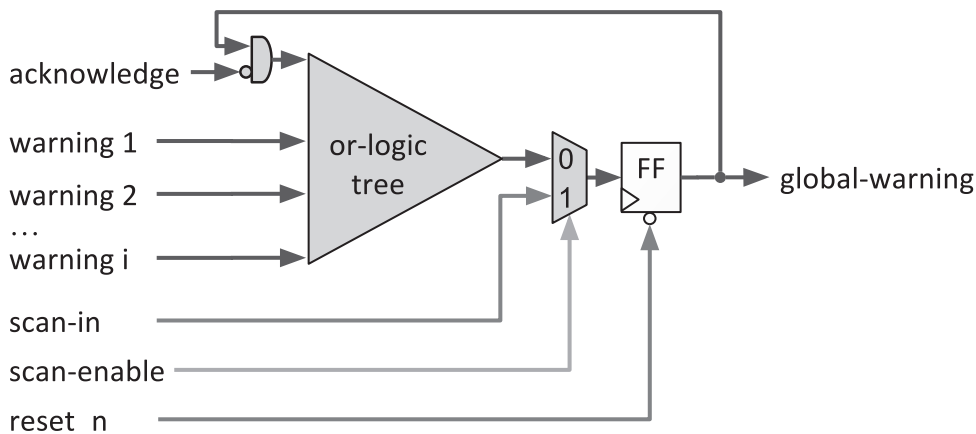 acknowledge
warning 1
warning 2
...
warning i
scan-in
scan-enable
reset n
or-logic
tree
0
1
FF
global-warning